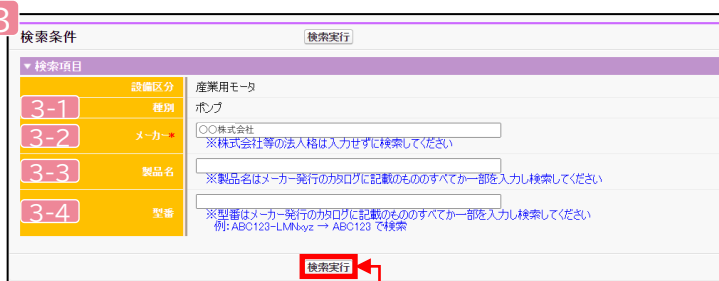 3
検索条件
検索実行
▼検索項目
設備区分 産業用モータ
3-1 種別 ポンプ
3-2 メーカー* 〇〇株式会社
※株式会社等の法人格は入力せずに検索してください
3-3 製品名
※製品名はメーカー発行のカタログに記載のもののすべてか一部を入力し検索してください
3-4 型番
※型番はメーカー発行のカタログに記載のもののすべてか一部を入力し検索してください
例:ABC123-LMNxyz → ABC123 で検索
検索実行